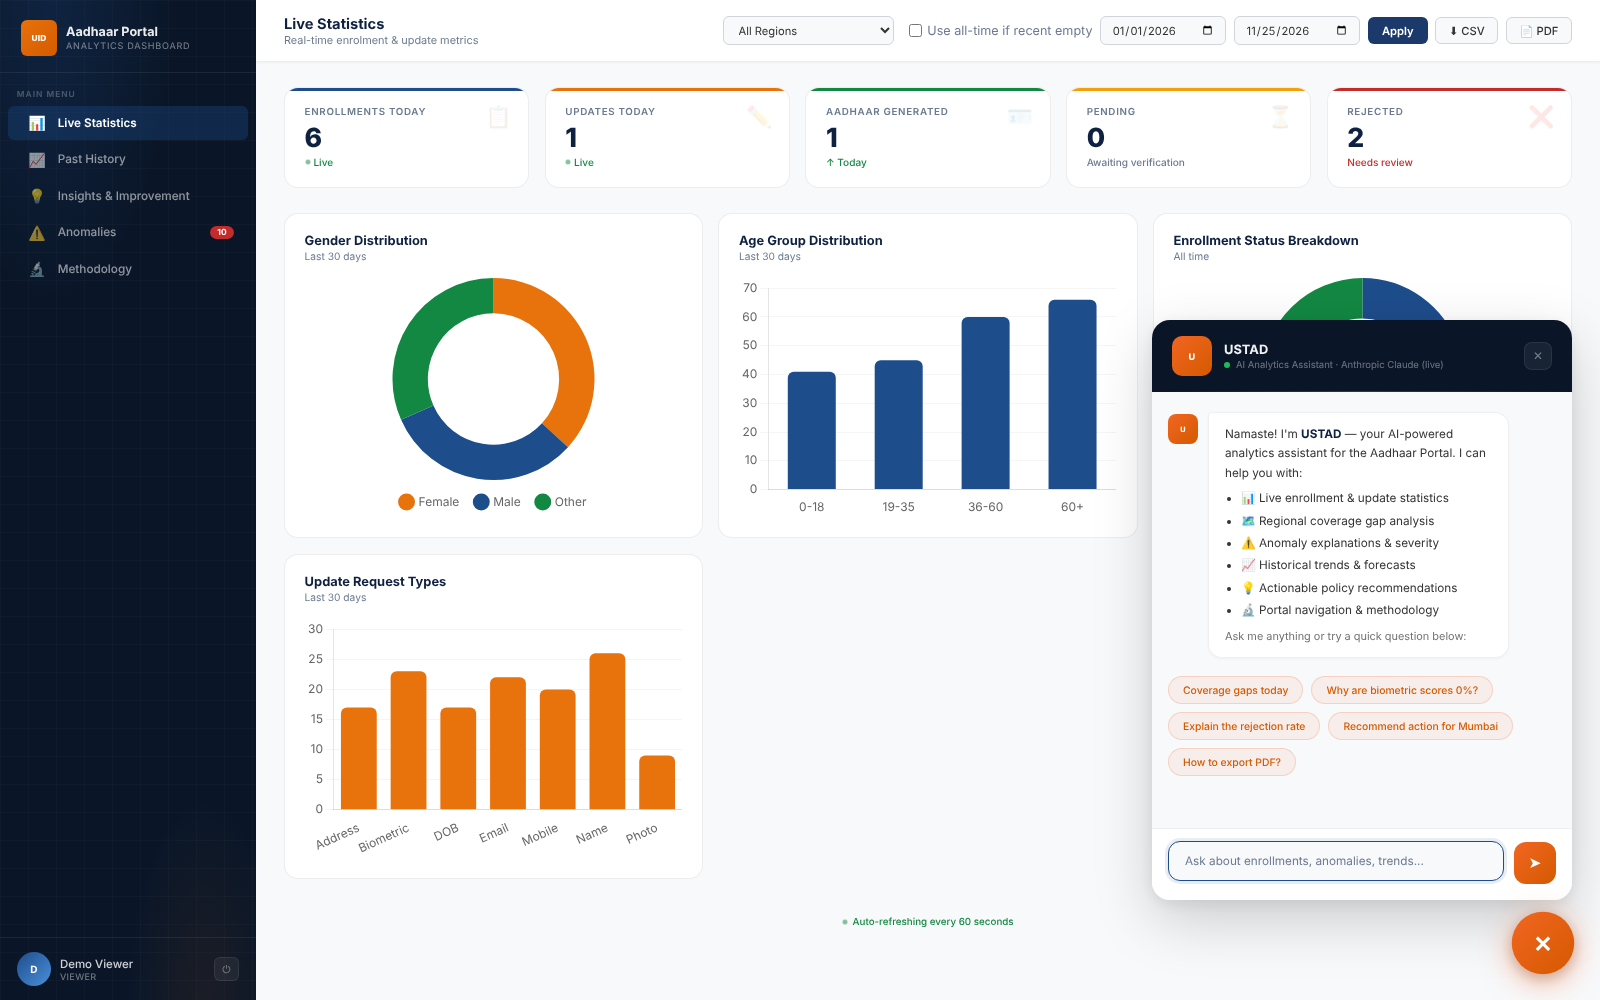 UID
Aadhaar Portal
ANALYTICS DASHBOARD
MAIN MENU
Live Statistics
Past History
Insights & Improvement
Anomalies
10
Methodology
D
Demo Viewer
VIEWER
Live Statistics
Real-time enrolment & update metrics
All Regions
Use all-time if recent empty
01/01/2026
11/25/2026
Apply
CSV
PDF
ENROLLMENTS TODAY
6
Live
UPDATES TODAY
1
Live
AADHAAR GENERATED
1
↑ Today
PENDING
0
Awaiting verification
REJECTED
2
Needs review
Gender Distribution
Last 30 days
Female
Male
Other
Age Group Distribution
Last 30 days
70
60
50
40
30
20
10
0
0-18
19-35
36-60
60+
Enrollment Status Breakdown
All time
Update Request Types
Last 30 days
30
25
20
15
10
5
0
Address
Biometric
DOB
Email
Mobile
Name
Photo
Auto-refreshing every 60 seconds
U
USTAD
AI Analytics Assistant · Anthropic Claude (live)
U
Namaste! I'm USTAD — your AI-powered
analytics assistant for the Aadhaar Portal. I can
help you with:
Live enrollment & update statistics
Regional coverage gap analysis
Anomaly explanations & severity
Historical trends & forecasts
Actionable policy recommendations
Portal navigation & methodology
Ask me anything or try a quick question below:
Coverage gaps today
Why are biometric scores 0%?
Explain the rejection rate
Recommend action for Mumbai
How to export PDF?
Ask about enrollments, anomalies, trends...